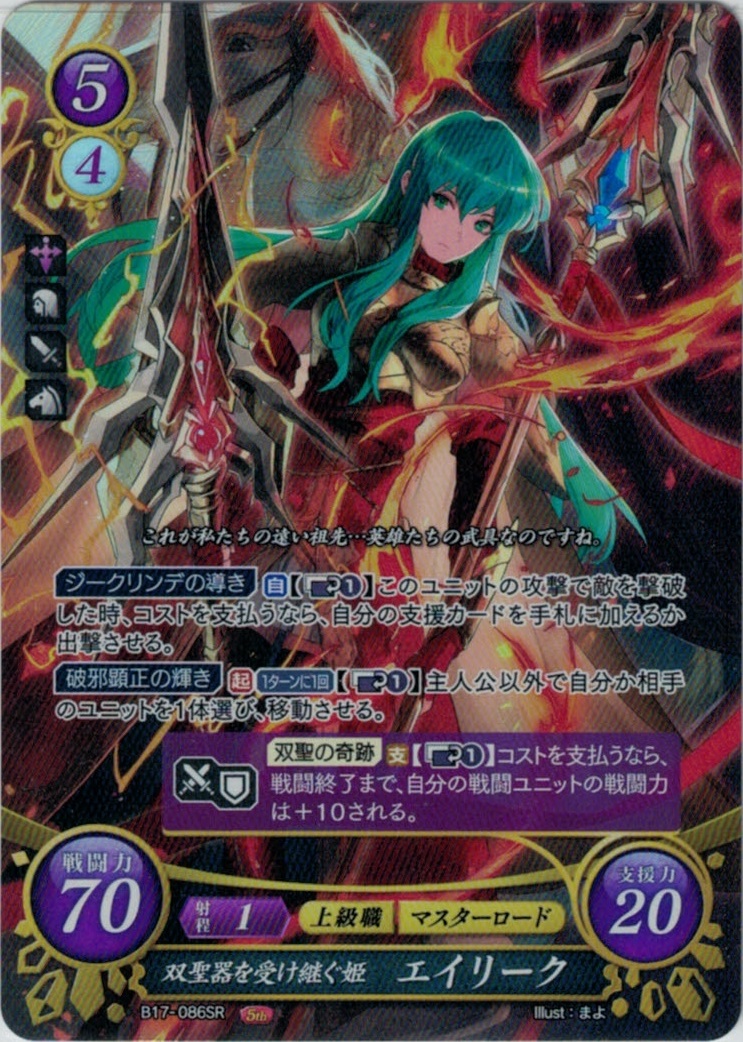 5
4
これが私たちの遠い祖先…英雄たちの武具なのですね。
ジークリンデの導き 自【1】このユニットの攻撃で敵を撃破
した時、コストを支払うなら、自分の支援カードを手札に加えるか
出撃させる。
破邪顕正の輝き 起 1ターンに1回【1】主人公以外で自分か相手
のユニットを1体選び、移動させる。
双聖の奇跡 支【1】コストを支払うなら、
戦闘終了まで、自分の戦闘ユニットの戦闘力
は+10される。
戦闘力
70
射程 1
上級職 マスターロード
支援力
20
双聖器を受け継ぐ姫 エイリーク
B17-086SR 5th
Illust:まよ